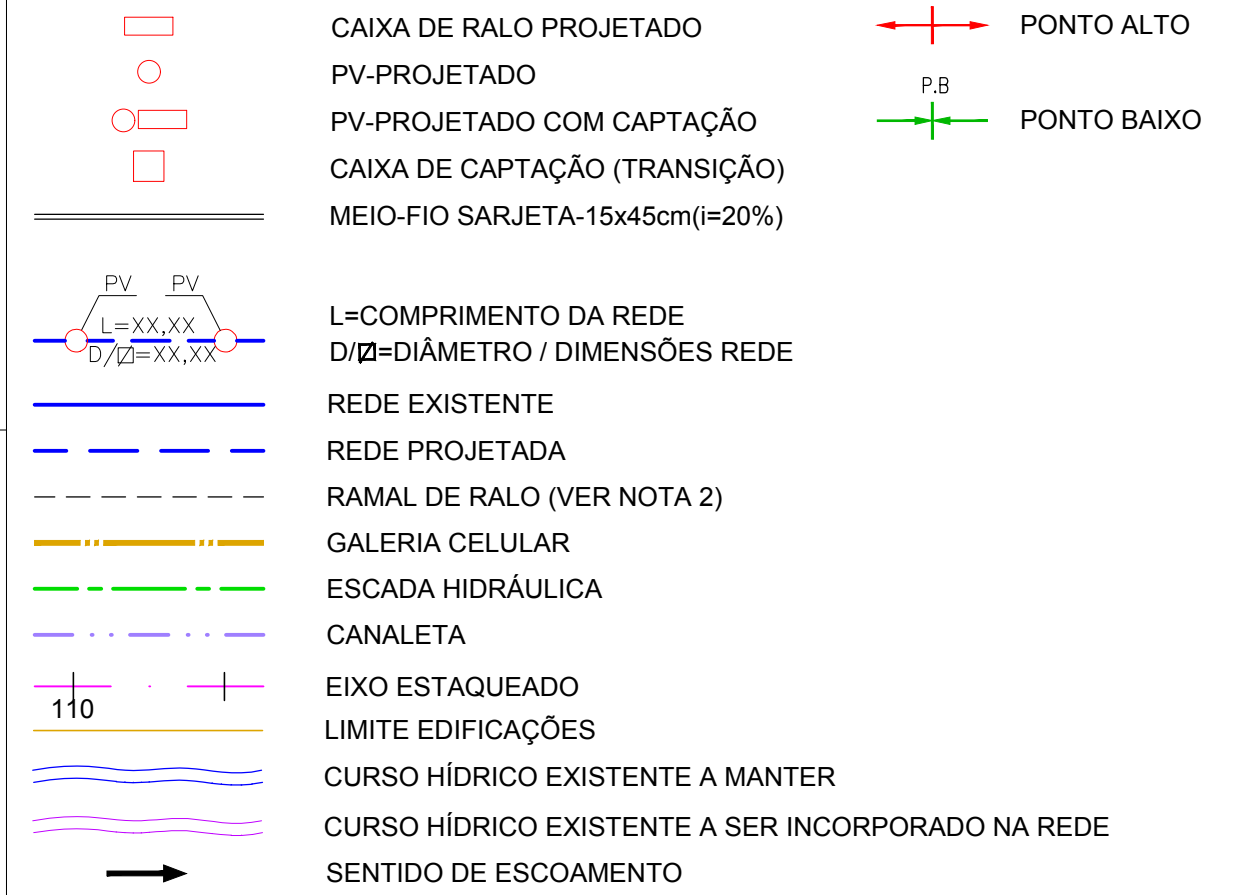 CAIXA DE RALO PROJETADO
PV-PROJETADO
PV-PROJETADO COM CAPTAÇÃO
CAIXA DE CAPTAÇÃO (TRANSIÇÃO)
MEIO-FIO SARJETA-15x45cm(i=20%)
PV PV
L=XX,XX
D/⍁=XX,XX
L=COMPRIMENTO DA REDE
D/⍁=DIÂMETRO / DIMENSÕES REDE
REDE EXISTENTE
REDE PROJETADA
RAMAL DE RALO (VER NOTA 2)
GALERIA CELULAR
ESCADA HIDRÁULICA
CANALETA
110
EIXO ESTAQUEADO
LIMITE EDIFICAÇÕES
CURSO HÍDRICO EXISTENTE A MANTER
CURSO HÍDRICO EXISTENTE A SER INCORPORADO NA REDE
SENTIDO DE ESCOAMENTO
PONTO ALTO
P.B
PONTO BAIXO